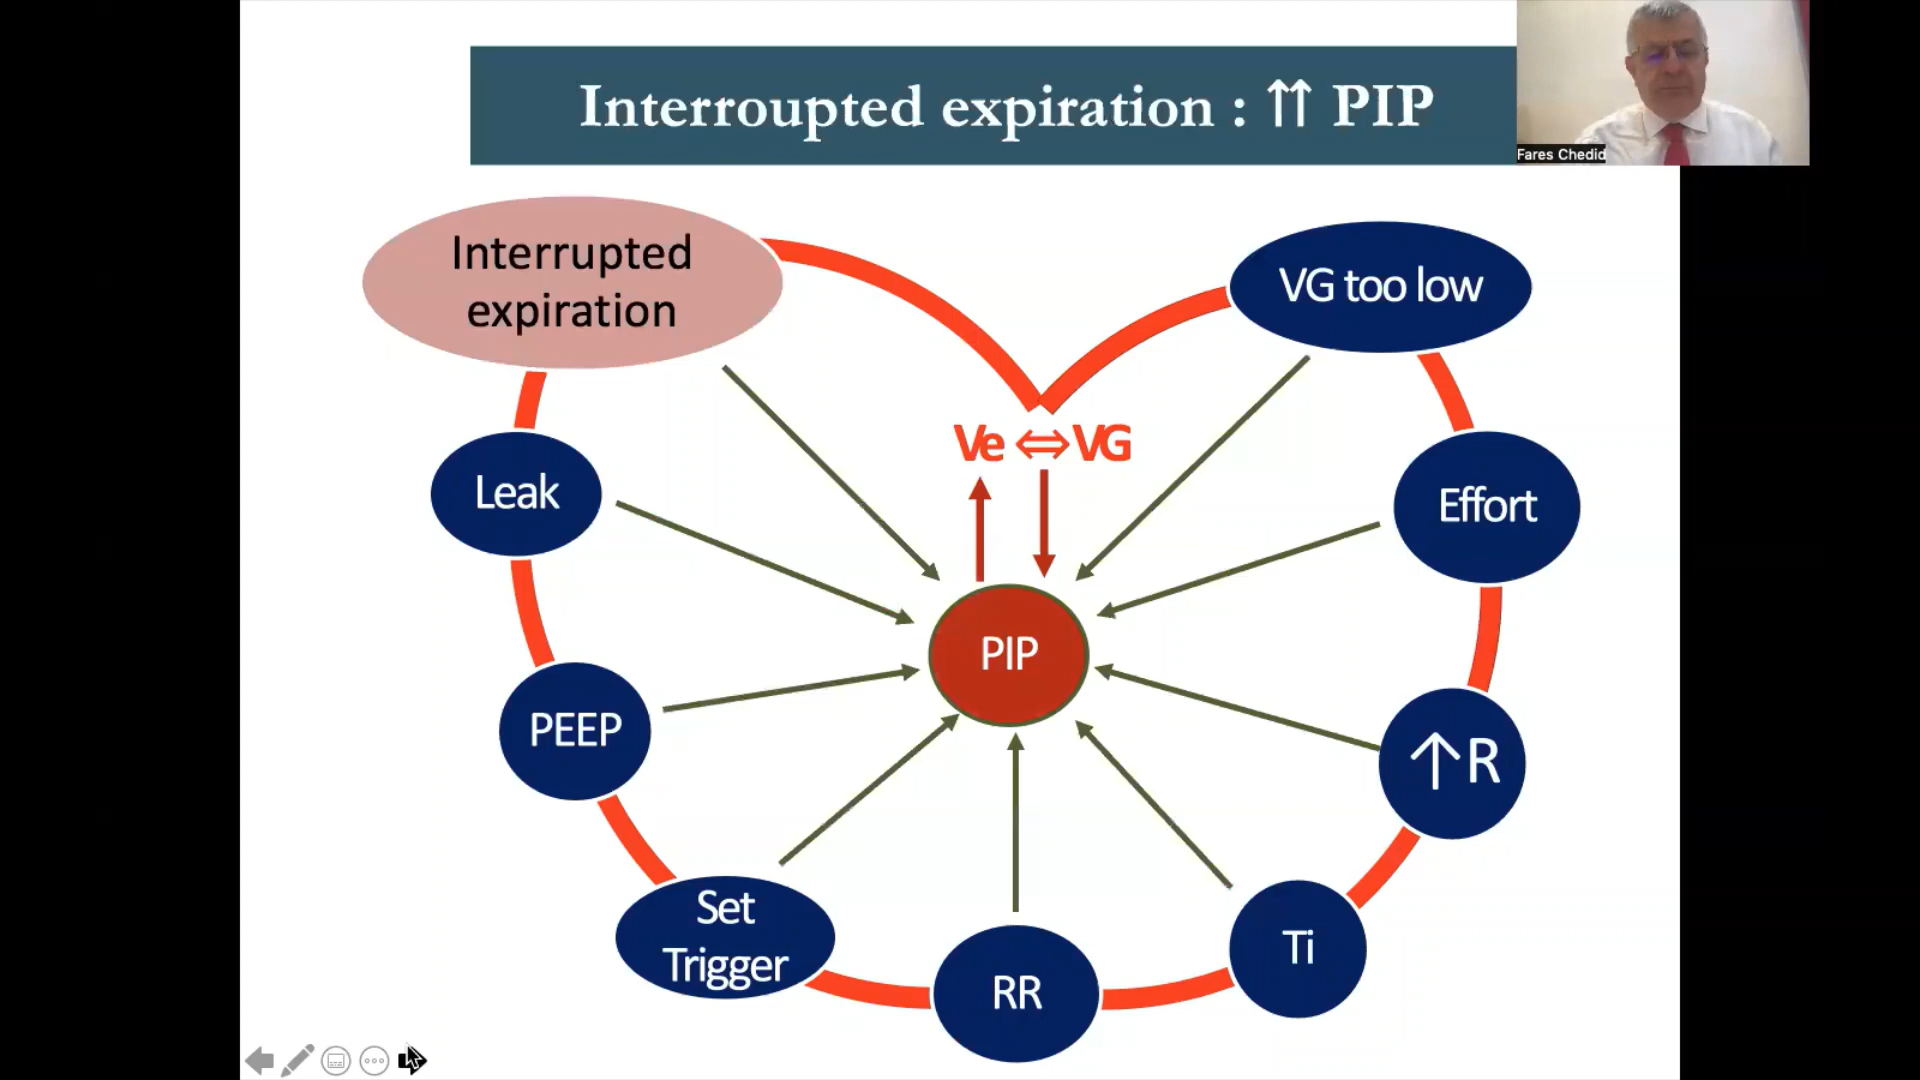 Interroupted expiration : ⇈ PIP
Fares Chedid
Interrupted
expiration
VG too low
Ve ⇔ VG
Leak
Effort
PIP
PEEP
↑R
Set
Trigger
RR
Ti